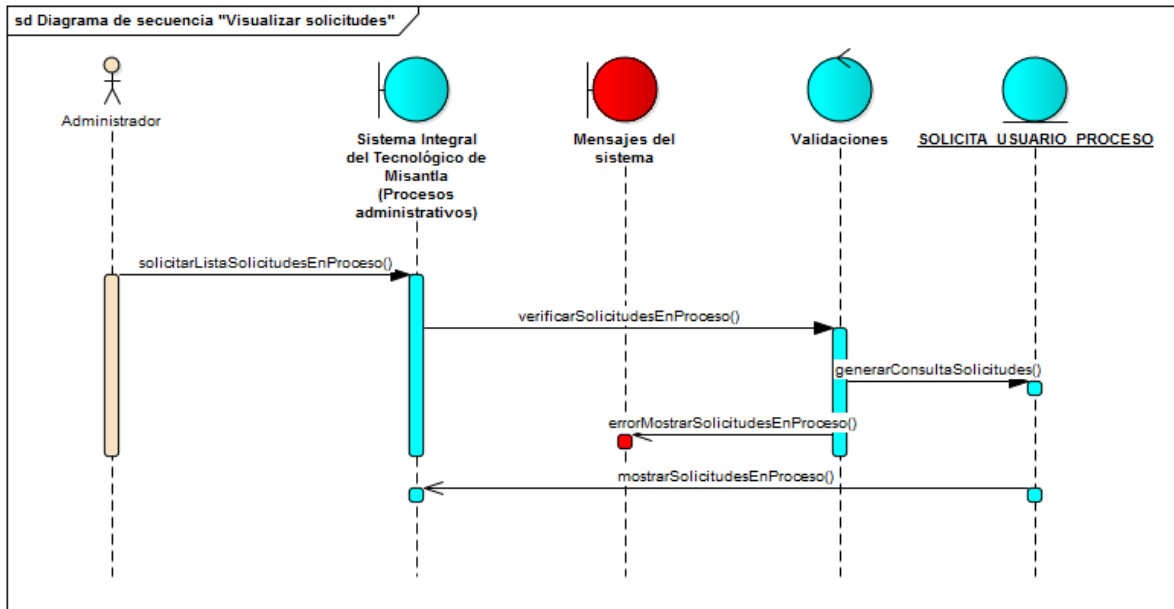 sd Diagrama de secuencia "Visualizar solicitudes"
Administrador
Sistema Integral
del Tecnológico de
Misantla
(Procesos
administrativos)
Mensajes del
sistema
Validaciones
SOLICITA_USUARIO_PROCESO
solicitarListaSolicitudesEnProceso()
verificarSolicitudesEnProceso()
generarConsultaSolicitudes()
errorMostrarSolicitudesEnProceso()
mostrarSolicitudesEnProceso()